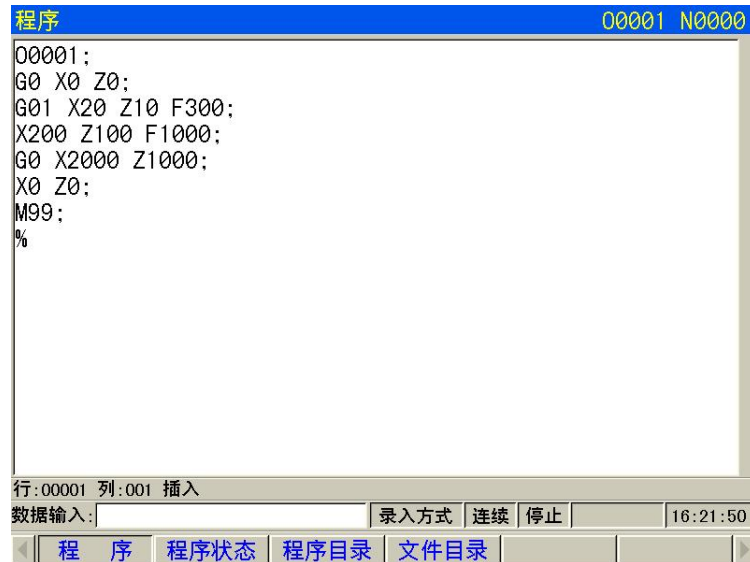 程序 O0001 N0000
O0001;
G0 X0 Z0;
G01 X20 Z10 F300;
X200 Z100 F1000;
G0 X2000 Z1000;
X0 Z0;
M99;
%
行:00001 列:001 插入
数据输入: 录入方式 连续 停止 16:21:50
程 序 程序状态 程序目录 文件目录